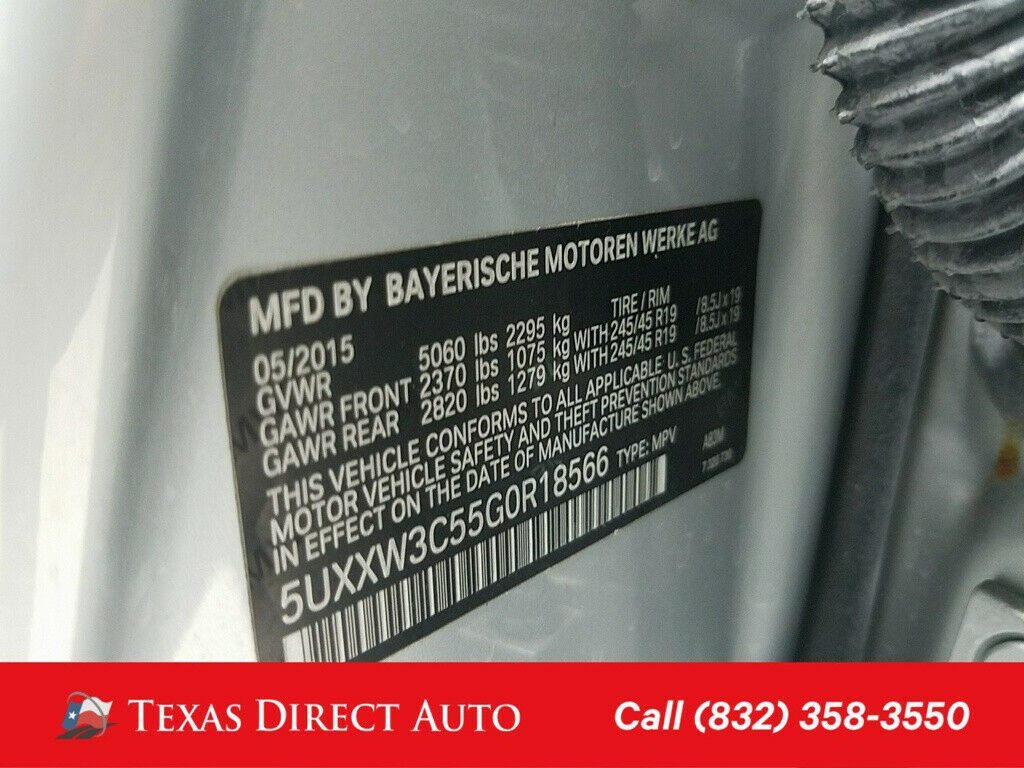 MFD BY BAYERISCHE MOTOREN WERKE AG
05/2015
TIRE / RIM
GVWR 5060 lbs 2295 kg
GAWR FRONT 2370 lbs 1075 kg WITH 245/45 R19 /8.5J x 19
GAWR REAR 2820 lbs 1279 kg WITH 245/45 R19 /8.5J x 19
THIS VEHICLE CONFORMS TO ALL APPLICABLE U.S. FEDERAL
MOTOR VEHICLE SAFETY AND THEFT PREVENTION STANDARDS
IN EFFECT ON THE DATE OF MANUFACTURE SHOWN ABOVE.
5UXXW3C55G0R18566 TYPE: MPV
TEXAS DIRECT AUTO
Call (832) 358-3550